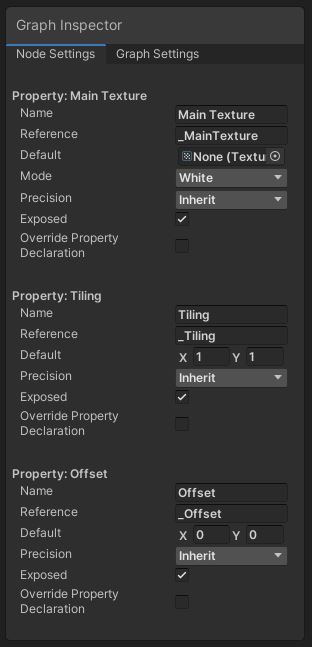 Graph Inspector
Node Settings Graph Settings
Property: Main Texture
Name Main Texture
Reference _MainTexture
Default None (Textu
Mode White
Precision Inherit
Exposed
Override Property
Declaration
Property: Tiling
Name Tiling
Reference _Tiling
Default X 1 Y 1
Precision Inherit
Exposed
Override Property
Declaration
Property: Offset
Name Offset
Reference _Offset
Default X 0 Y 0
Precision Inherit
Exposed
Override Property
Declaration